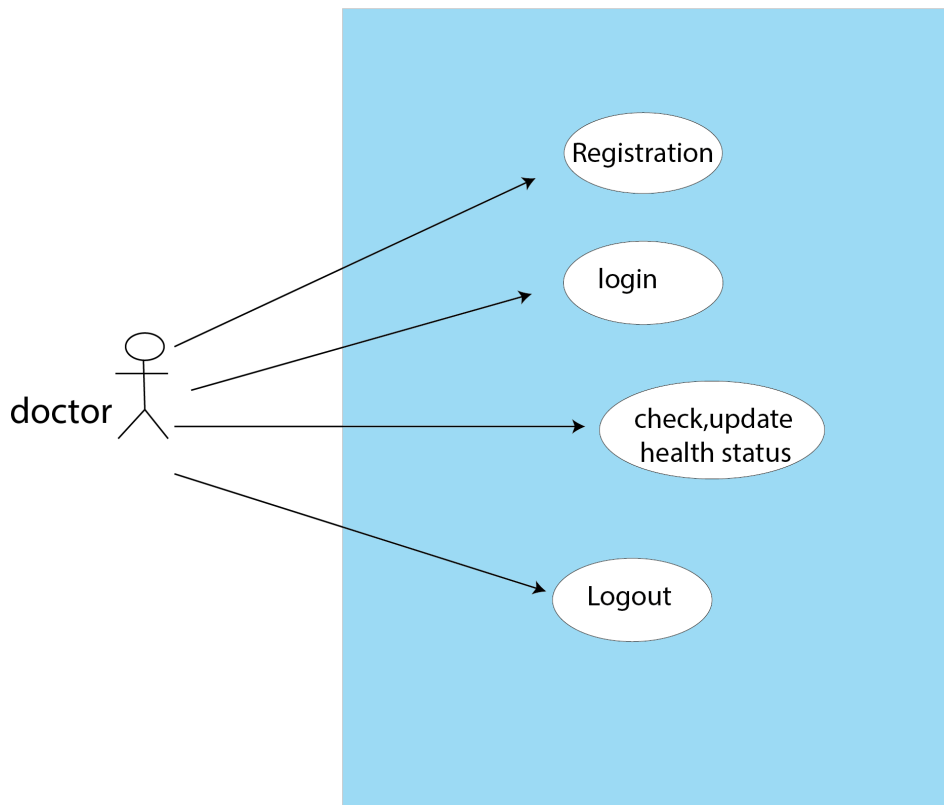 Registration
login
doctor
check,update
health status
Logout